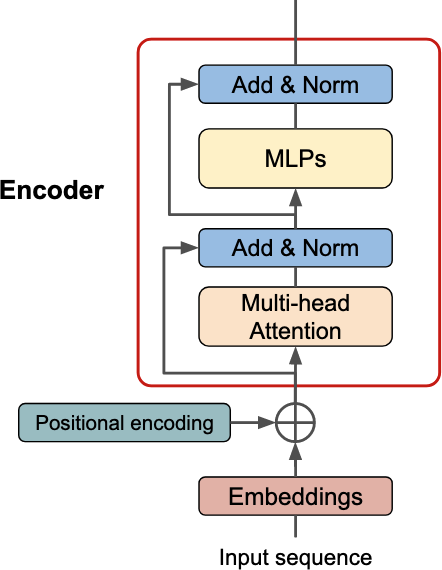 Add & Norm
MLPs
Encoder
Add & Norm
Multi-head
Attention
Positional encoding
Embeddings
Input sequence